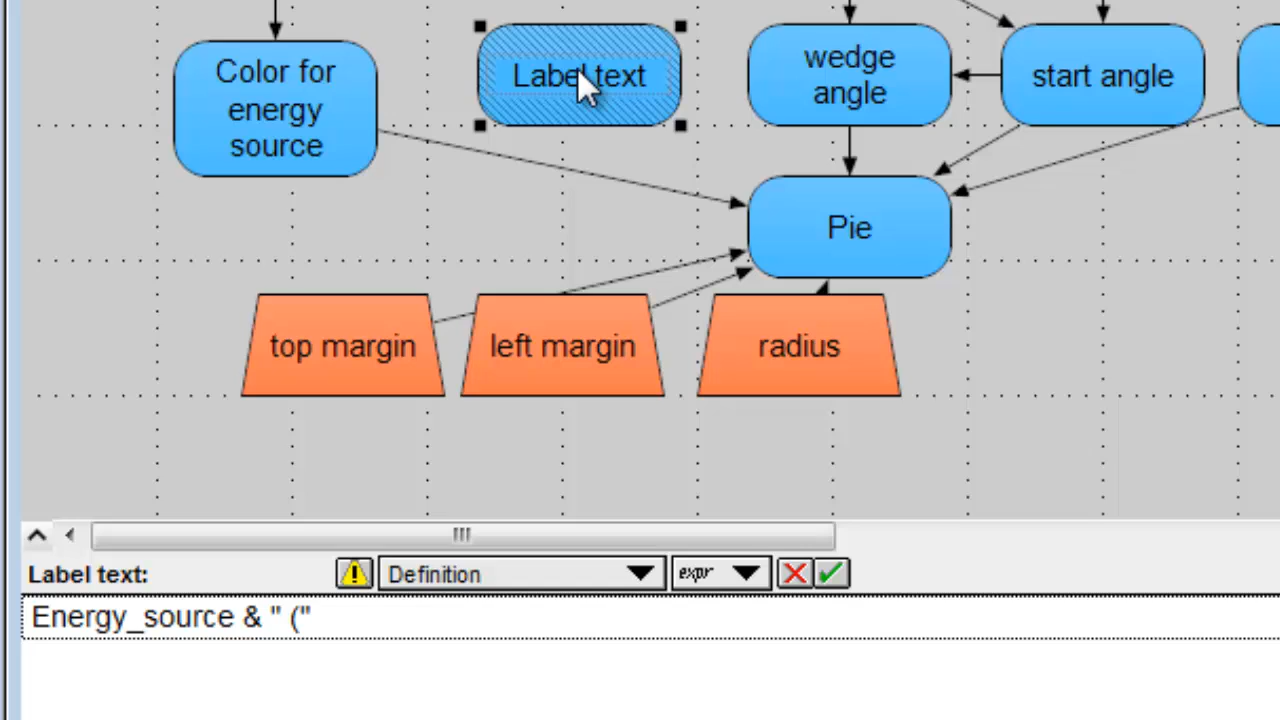 Color for
energy
source
Label text
wedge
angle
start angle
Pie
top margin
left margin
radius
Label text:
Definition
expr
Energy_source & " ("